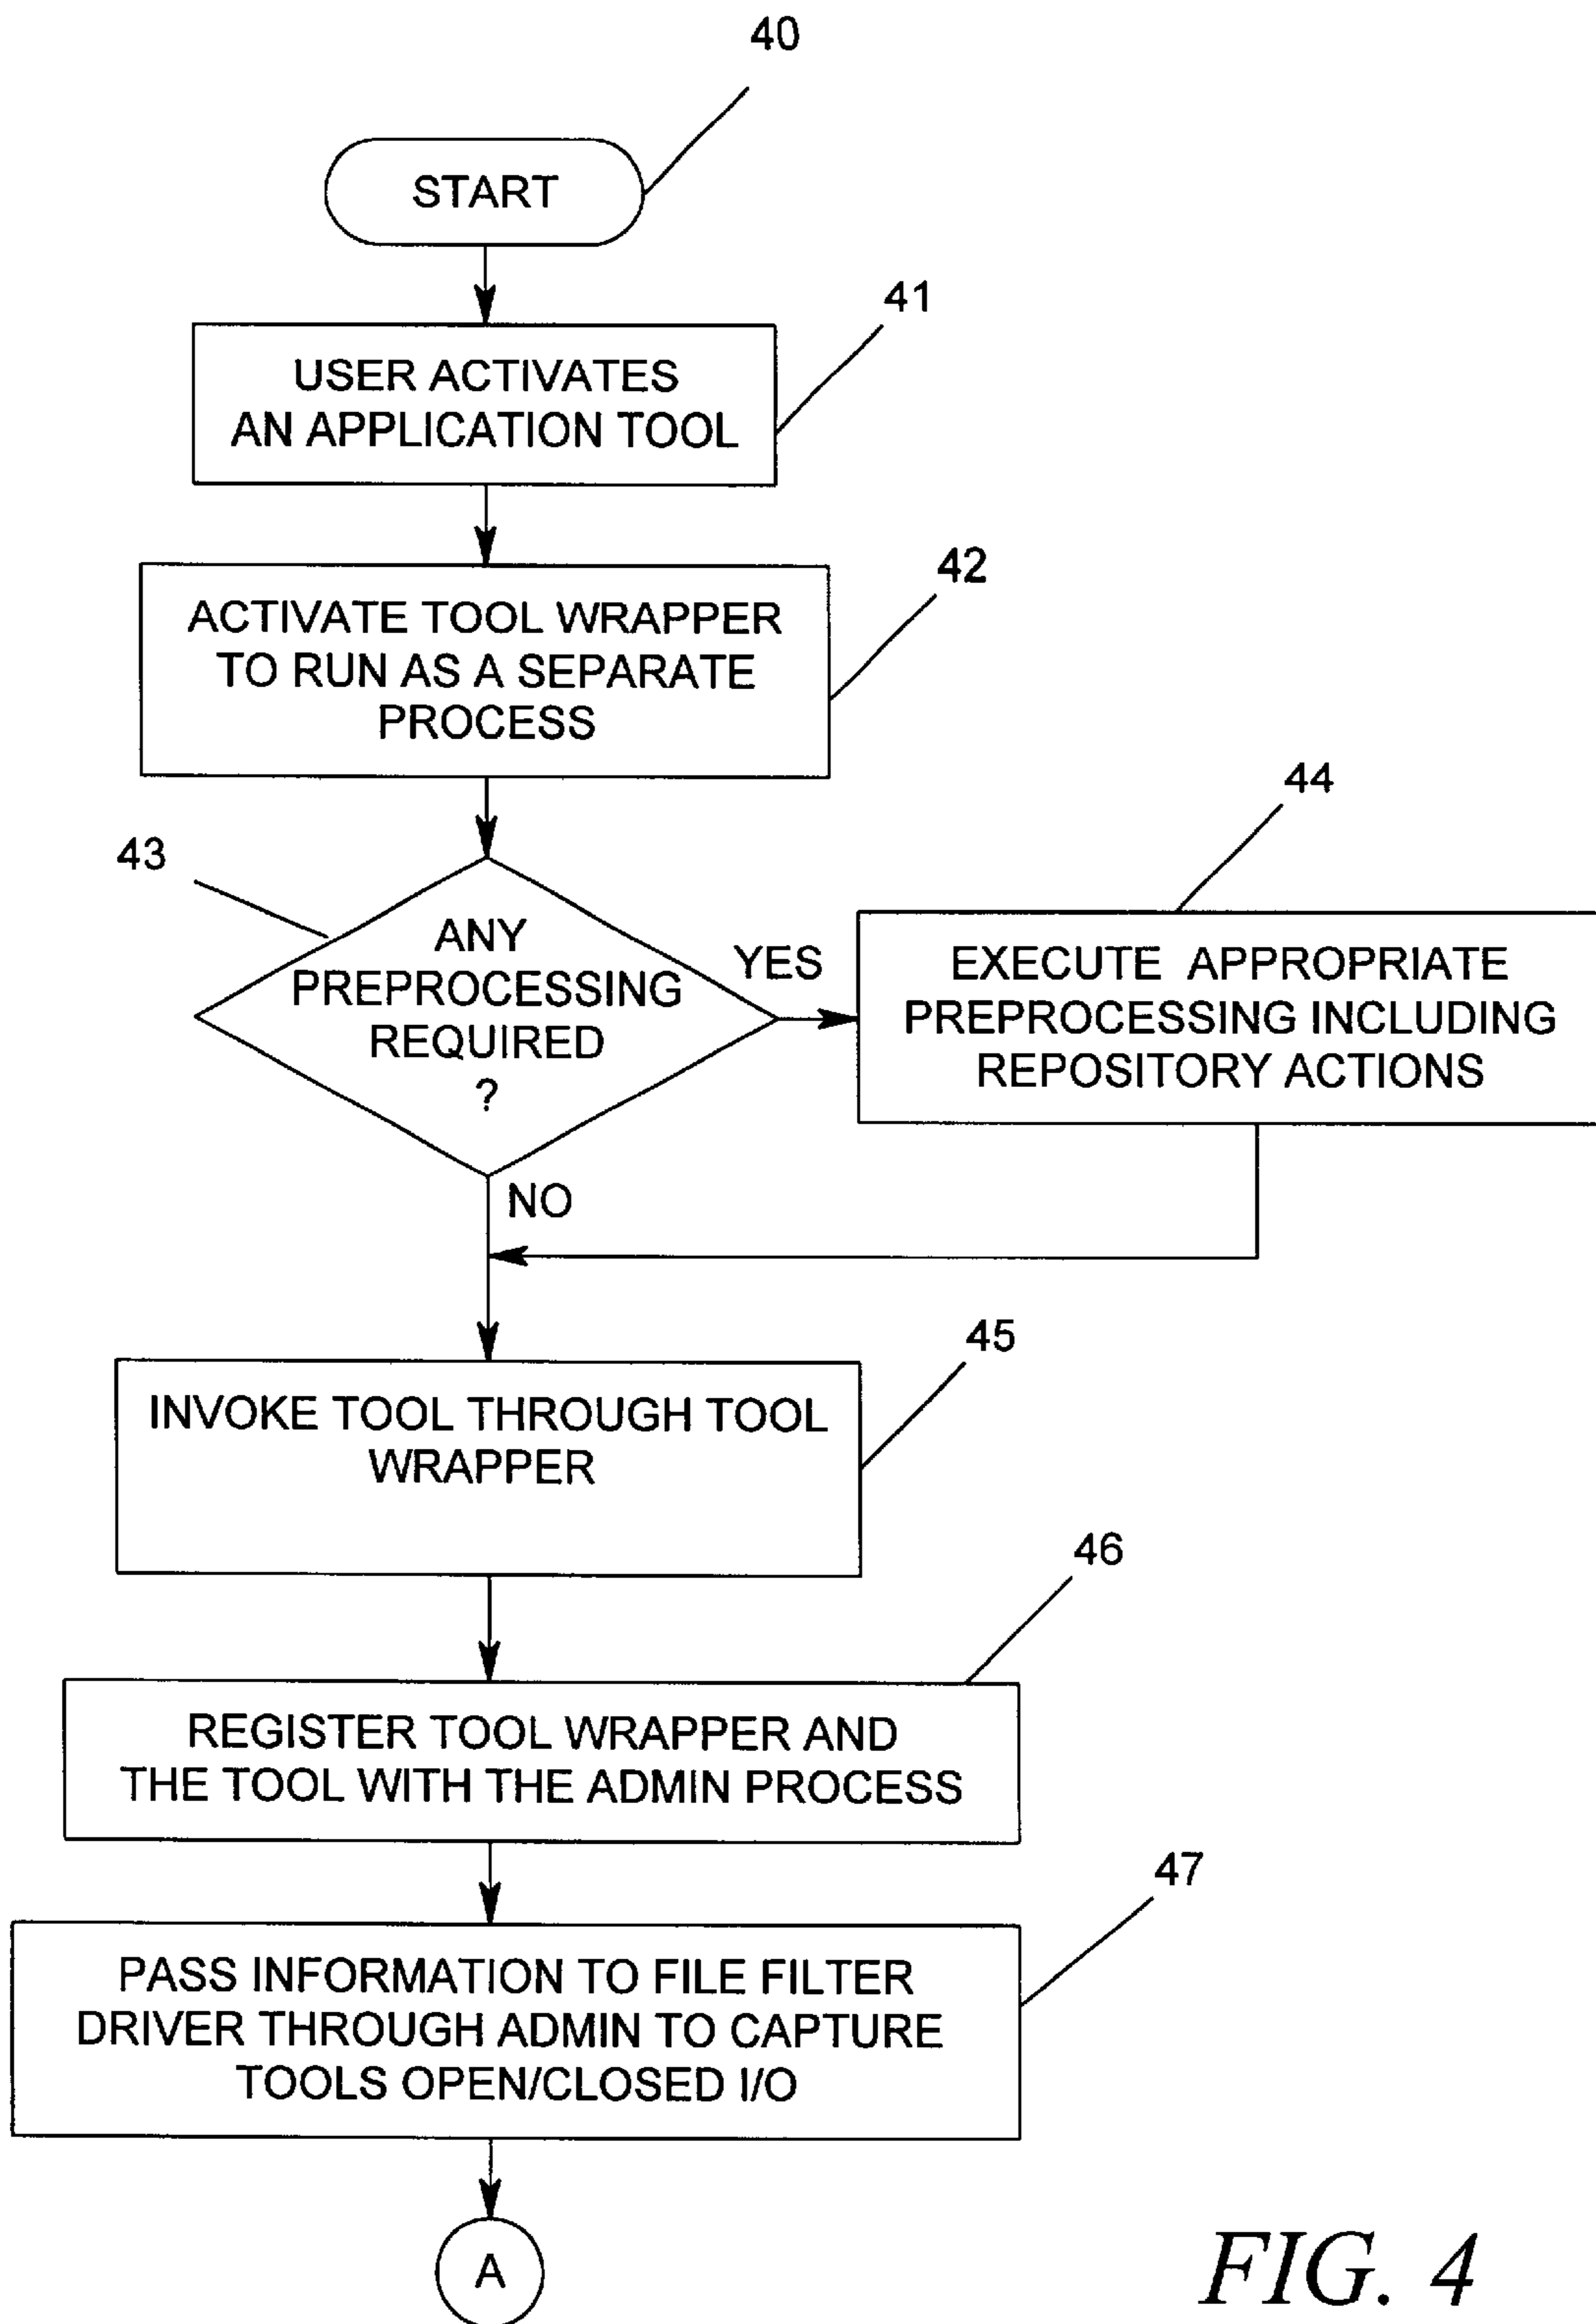 40
START
41
USER ACTIVATES
AN APPLICATION TOOL
42
ACTIVATE TOOL WRAPPER
TO RUN AS A SEPARATE
PROCESS
43
ANY
PREPROCESSING
REQUIRED
?
YES
44
EXECUTE APPROPRIATE
PREPROCESSING INCLUDING
REPOSITORY ACTIONS
NO
45
INVOKE TOOL THROUGH TOOL
WRAPPER
46
REGISTER TOOL WRAPPER AND
THE TOOL WITH THE ADMIN PROCESS
47
PASS INFORMATION TO FILE FILTER
DRIVER THROUGH ADMIN TO CAPTURE
TOOLS OPEN/CLOSED I/O
A
FIG. 4